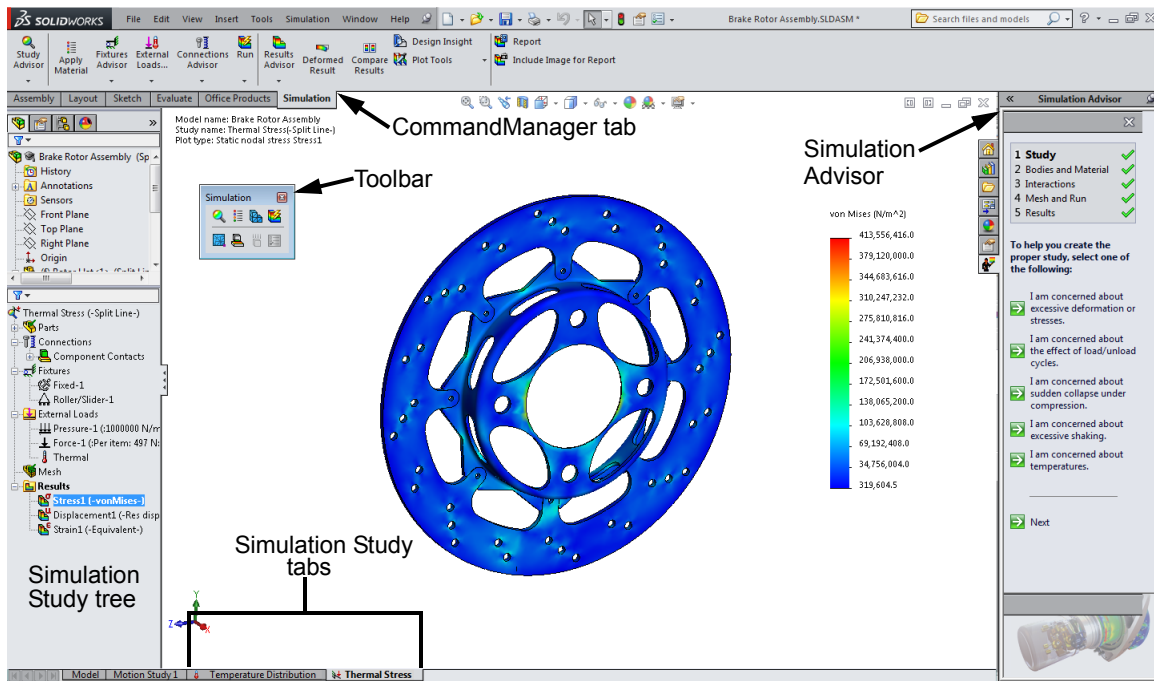 SOLIDWORKS File Edit View Insert Tools Simulation Window Help Brake Rotor Assembly.SLDASM * Search files and models
Study Advisor
Apply Material
Fixtures Advisor
External Loads...
Connections Advisor
Run
Results Advisor
Deformed Result
Compare Results
Design Insight
Plot Tools
Report
Include Image for Report
Assembly Layout Sketch Evaluate Office Products Simulation
Model name: Brake Rotor Assembly
Study name: Thermal Stress(-Split Line-)
Plot type: Static nodal stress Stress1
CommandManager tab
Toolbar
Simulation
Simulation Advisor
Brake Rotor Assembly (Sp
History
Annotations
Sensors
Front Plane
Top Plane
Right Plane
Origin
Thermal Stress (-Split Line-)
Parts
Connections
Component Contacts
Fixtures
Fixed-1
Roller/Slider-1
External Loads
Pressure-1 (:1000000 N/m
Force-1 (:Per item: 497 N:
Thermal
Mesh
Results
Stress1 (-vonMises-)
Displacement1 (-Res disp
Strain1 (-Equivalent-)
Simulation
Study tree
Simulation Study
tabs
Y
Z
X
von Mises (N/m^2)
413,556,416.0
379,120,000.0
344,683,616.0
310,247,232.0
275,810,816.0
241,374,400.0
206,938,000.0
172,501,600.0
138,065,200.0
103,628,808.0
69,192,408.0
34,756,004.0
319,604.5
Simulation
Advisor
1 Study
2 Bodies and Material
3 Interactions
4 Mesh and Run
5 Results
To help you create the
proper study, select one of
the following:
I am concerned about
excessive deformation or
stresses.
I am concerned about
the effect of load/unload
cycles.
I am concerned about
sudden collapse under
compression.
I am concerned about
excessive shaking.
I am concerned about
temperatures.
Next
Model Motion Study 1 Temperature Distribution Thermal Stress